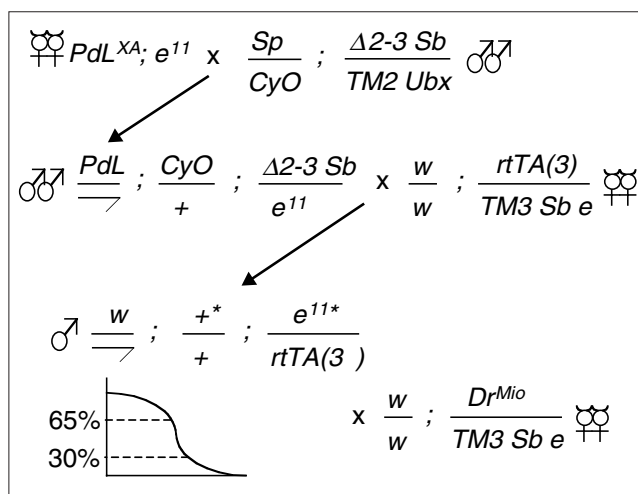 PdL^XA; e^11 x Sp/CyO ; Δ2-3 Sb/TM2 Ubx
PdL ; CyO/+ ; Δ2-3 Sb/e^11 x w/w ; rtTA(3)/TM3 Sb e
w ; +*/+ ; e^11*/rtTA(3 )
65%
30%
x w/w ; Dr^Mio/TM3 Sb e